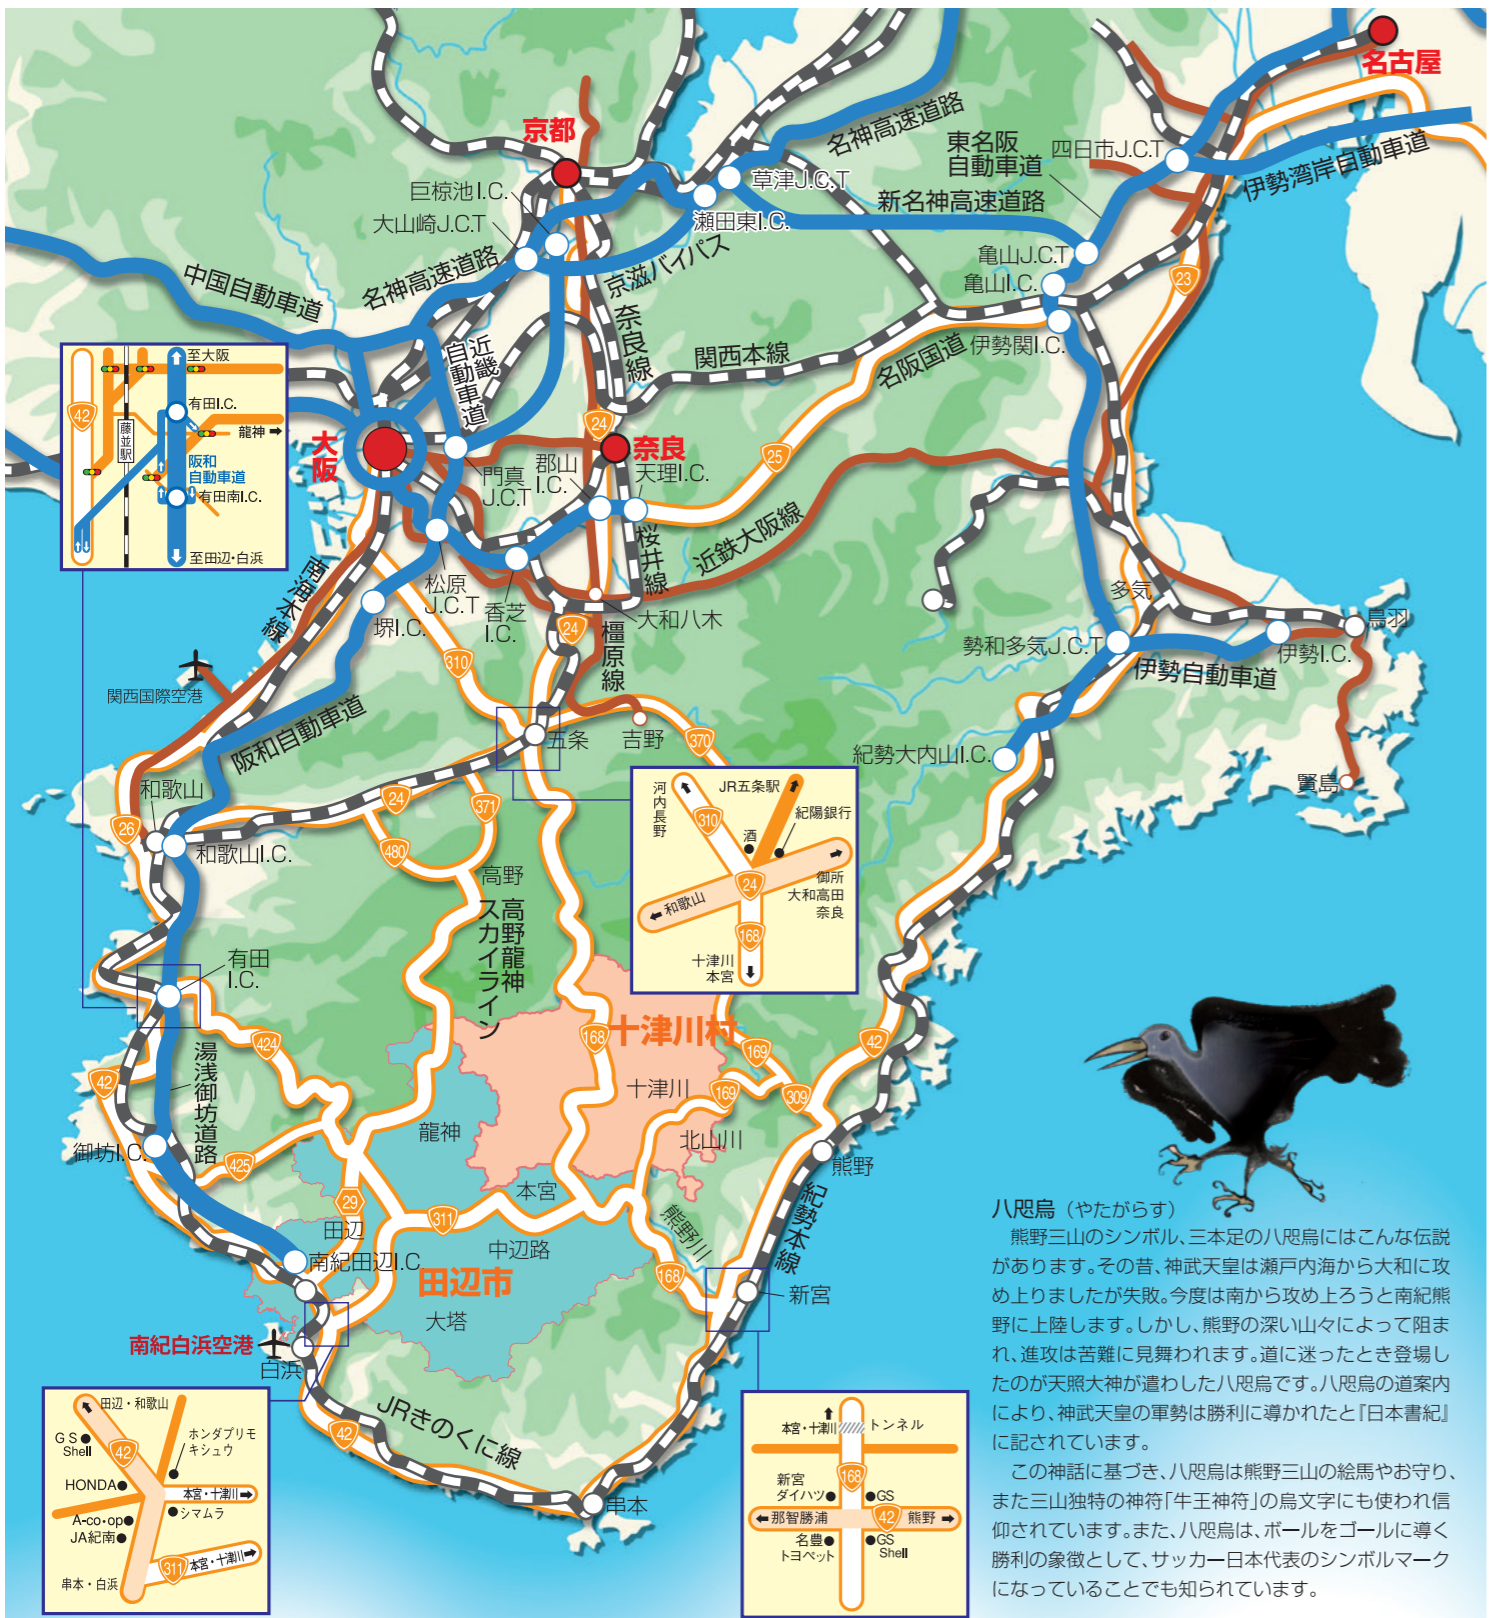 名古屋
京都
名神高速道路
東名阪
自動車道
四日市J.C.T
伊勢湾岸自動車道
巨椋池I.C.
草津J.C.T
新名神高速道路
大山崎J.C.T
瀬田東I.C.
亀山J.C.T
中国自動車道
名神高速道路
京滋バイパス
亀山I.C.
23
奈良線
近畿
自動車道
関西本線
名阪国道
伊勢関I.C.
至大阪
有田I.C.
42
藤並駅
龍神
阪和
自動車道
有田南I.C.
至田辺・白浜
大阪
24
奈良
25
門真
J.C.T
郡山
I.C.
天理I.C.
桜井線
近鉄大阪線
南海本線
松原
J.C.T
香芝
I.C.
大和八木
堺I.C.
24
橿原線
多気
鳥羽
勢和多気J.C.T
伊勢I.C.
伊勢自動車道
310
関西国際空港
阪和自動車道
五条
吉野
370
紀勢大内山I.C.
賢島
和歌山
26
24
371
和歌山I.C.
480
高野
高野龍神
スカイライン
河内長野
JR五条駅
310
紀陽銀行
酒
24
御所
大和高田
奈良
和歌山
168
十津川
本宮
有田
I.C.
424
168
十津川村
169
42
湯浅御坊道路
42
十津川
169
309
龍神
北山川
御坊I.C.
425
熊野
29
本宮
紀勢本線
田辺
311
中辺路
熊野川
南紀田辺I.C.
田辺市
168
新宮
大塔
南紀白浜空港
白浜
JRきのくに線
42
串本
田辺・和歌山
GS
Shell
42
ホンダプリモ
キシュウ
HONDA
本宮・十津川
A-co・op
シマムラ
JA紀南
311
本宮・十津川
串本・白浜
本宮・十津川
トンネル
168
新宮
ダイハツ
GS
那智勝浦
42
熊野
名豊
トヨペット
GS
Shell
八咫烏（やたがらす）
熊野三山のシンボル、三本足の八咫烏にはこんな伝説
があります。その昔、神武天皇は瀬戸内海から大和に攻
め上りましたが失敗。今度は南から攻め上ろうと南紀熊
野に上陸します。しかし、熊野の深い山々によって阻ま
れ、進攻は苦難に見舞われます。道に迷ったとき登場し
たのが天照大神が遣わした八咫烏です。八咫烏の道案内
により、神武天皇の軍勢は勝利に導かれたと『日本書紀』
に記されています。
この神話に基づき、八咫烏は熊野三山の絵馬やお守り、
また三山独特の神符「牛王神符」の烏文字にも使われ信
仰されています。また、八咫烏は、ボールをゴールに導く
勝利の象徴として、サッカー日本代表のシンボルマーク
になっていることでも知られています。